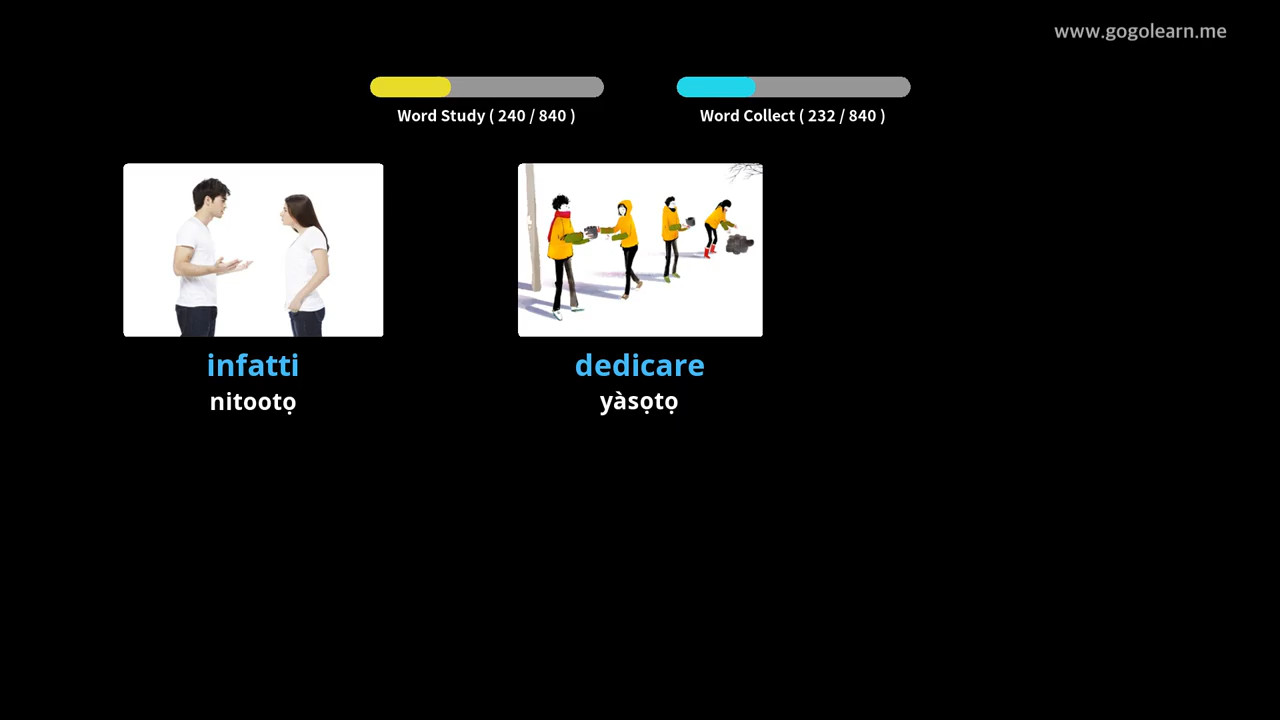 www.gogolearn.me
Word Study ( 240 / 840 )
Word Collect ( 232 / 840 )
infatti
nitootọ
dedicare
yàsọtọ